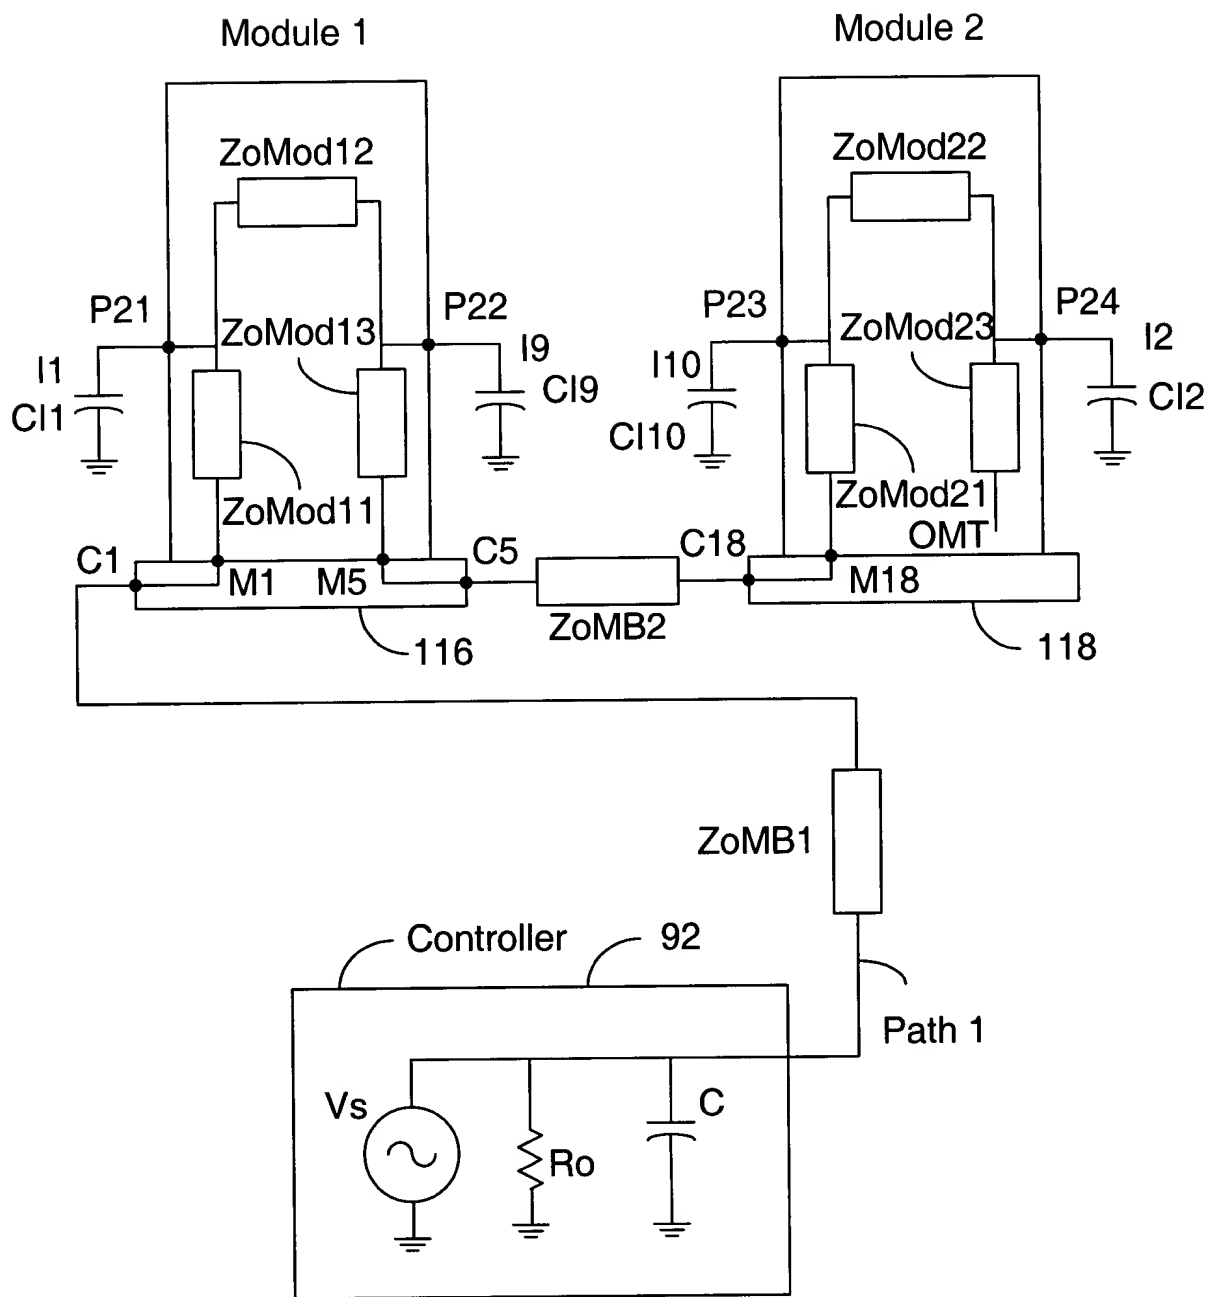 Module 1
Module 2
ZoMod12
ZoMod22
P21
P22
P23
P24
ZoMod13
ZoMod23
I1
CI1
I9
CI9
I10
CI10
I2
CI2
ZoMod11
ZoMod21
OMT
C1
M1
M5
C5
C18
M18
ZoMB2
116
118
ZoMB1
Controller
92
Path 1
Vs
Ro
C